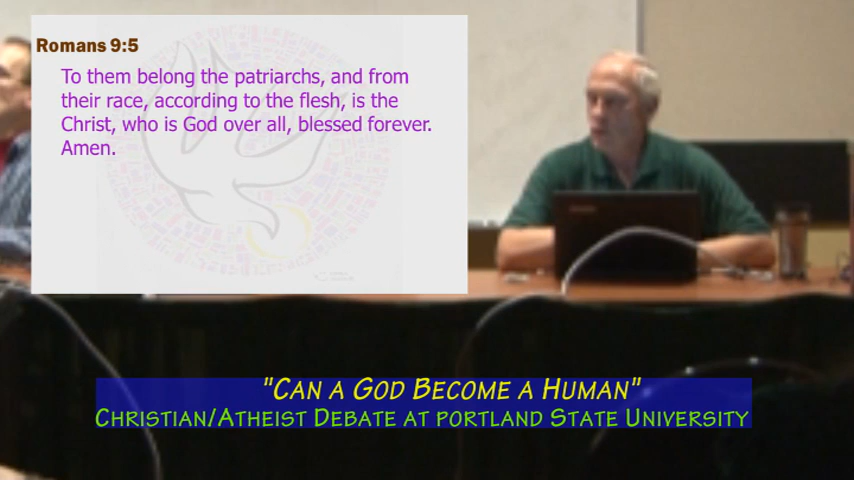 Romans 9:5
To them belong the patriarchs, and from
their race, according to the flesh, is the
Christ, who is God over all, blessed forever.
Amen.
"Can a God Become a Human"
Christian/Atheist Debate at Portland State University